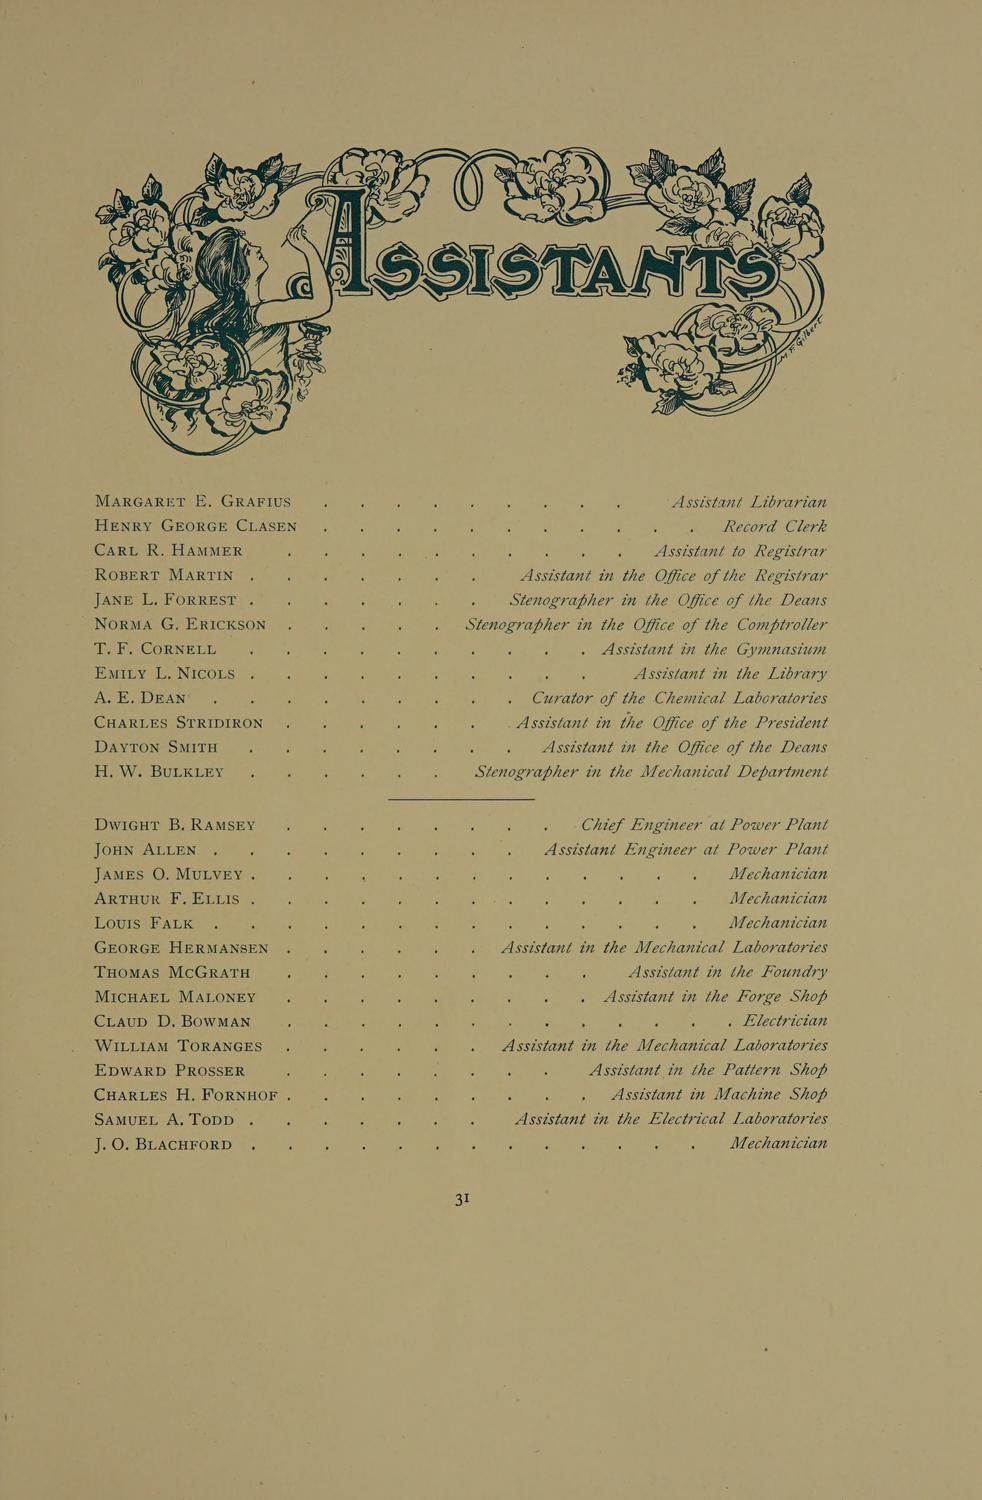 ASSISTANTS
M. F. Gilbert
MARGARET E. GRAFIUS . . . . . . . . . Assistant Librarian
HENRY GEORGE CLASEN . . . . . . . . . . . Record Clerk
CARL R. HAMMER . . . . . . . . . . Assistant to Registrar
ROBERT MARTIN . . . . . . . Assistant in the Office of the Registrar
JANE L. FORREST . . . . . . . Stenographer in the Office of the Deans
NORMA G. ERICKSON . . . . . Stenographer in the Office of the Comptroller
T. F. CORNELL . . . . . . . . . . Assistant in the Gymnasium
EMILY L. NICOLS . . . . . . . . . . Assistant in the Library
A. E. DEAN . . . . . . . . . Curator of the Chemical Laboratories
CHARLES STRIDIRON . . . . . . . Assistant in the Office of the President
DAYTON SMITH . . . . . . . . Assistant in the Office of the Deans
H. W. BULKLEY . . . . . . Stenographer in the Mechanical Department
DWIGHT B. RAMSEY . . . . . . . . Chief Engineer at Power Plant
JOHN ALLEN . . . . . . . . . Assistant Engineer at Power Plant
JAMES O. MULVEY . . . . . . . . . . . . . Mechanician
ARTHUR F. ELLIS . . . . . . . . . . . . . Mechanician
LOUIS FALK . . . . . . . . . . . . . . Mechanician
GEORGE HERMANSEN . . . . . . Assistant in the Mechanical Laboratories
THOMAS MCGRATH . . . . . . . . . Assistant in the Foundry
MICHAEL MALONEY . . . . . . . . . Assistant in the Forge Shop
CLAUD D. BOWMAN . . . . . . . . . . . . . Electrician
WILLIAM TORANGES . . . . . . Assistant in the Mechanical Laboratories
EDWARD PROSSER . . . . . . . . Assistant in the Pattern Shop
CHARLES H. FORNHOF . . . . . . . . . Assistant in Machine Shop
SAMUEL A. TODD . . . . . . . Assistant in the Electrical Laboratories
J. O. BLACHFORD . . . . . . . . . . . . . Mechanician
31